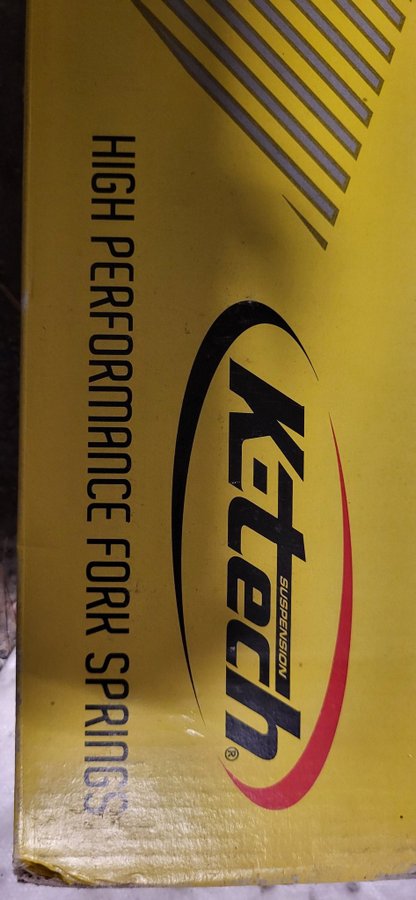 K-tech®
SUSPENSION
HIGH PERFORMANCE FORK SPRINGS